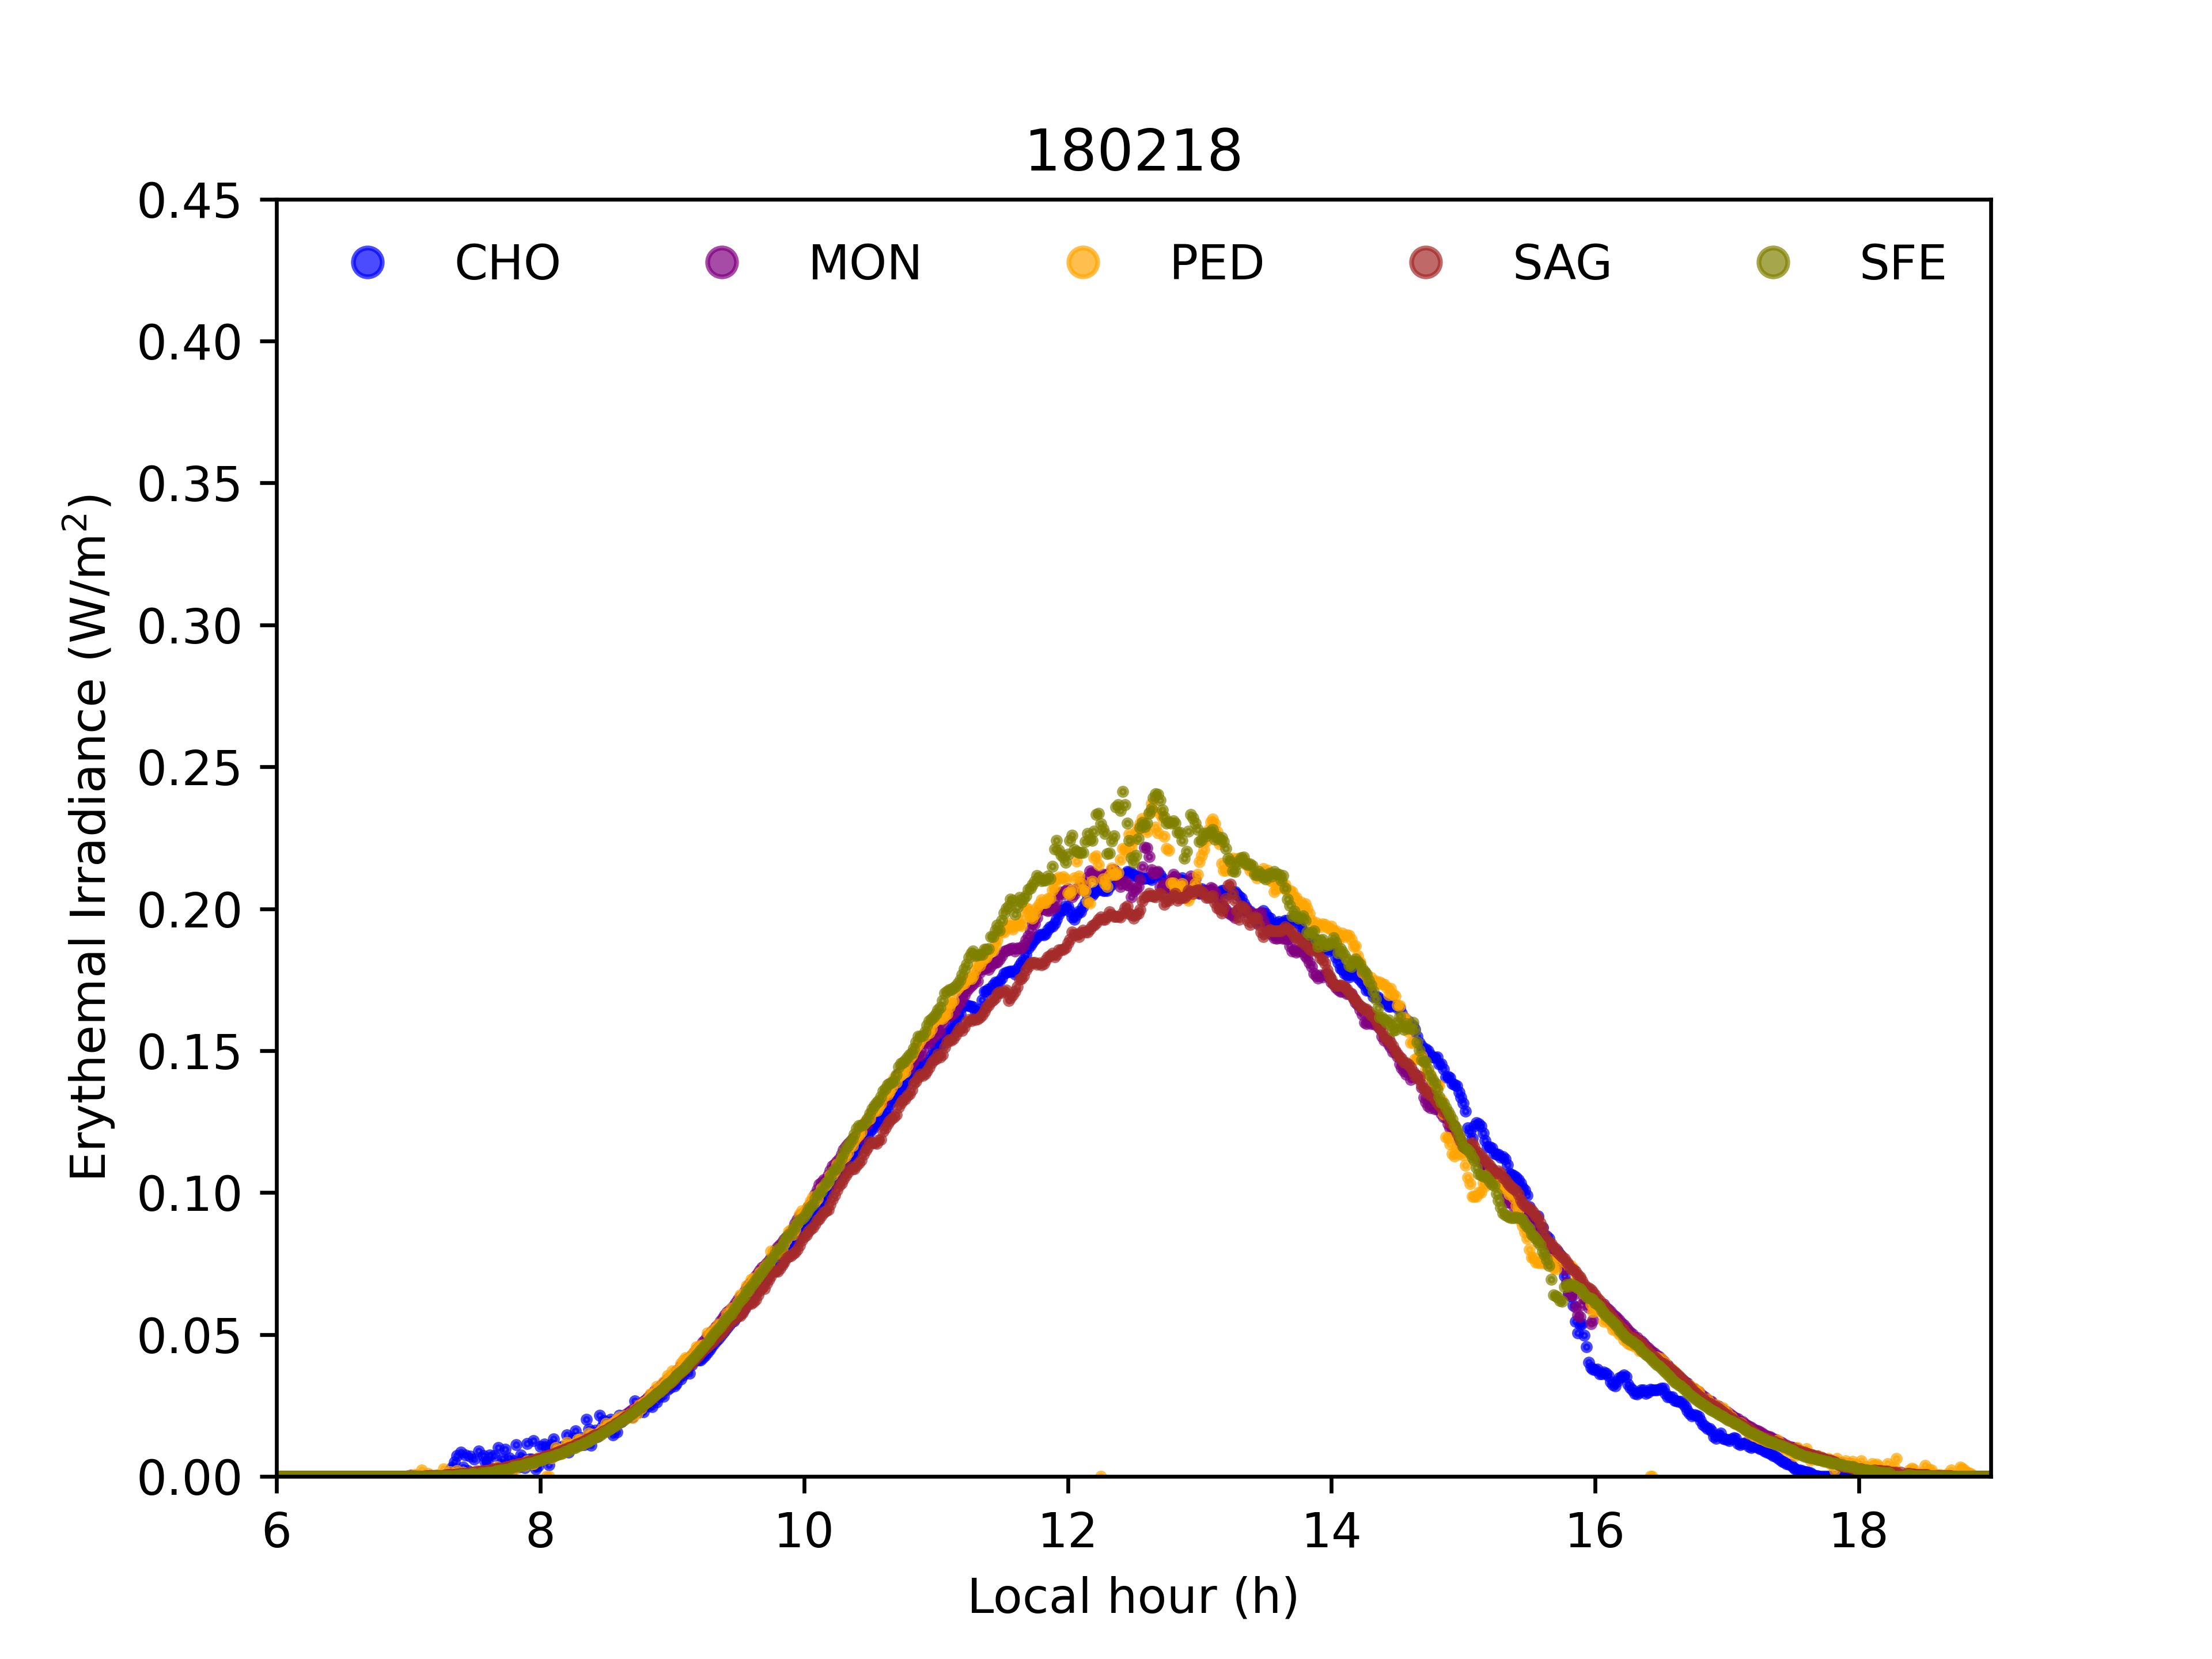 180218
CHO MON PED SAG SFE
0.45
0.40
0.35
0.30
0.25
0.20
0.15
0.10
0.05
0.00
Erythemal Irradiance (W/m²)
6 8 10 12 14 16 18
Local hour (h)